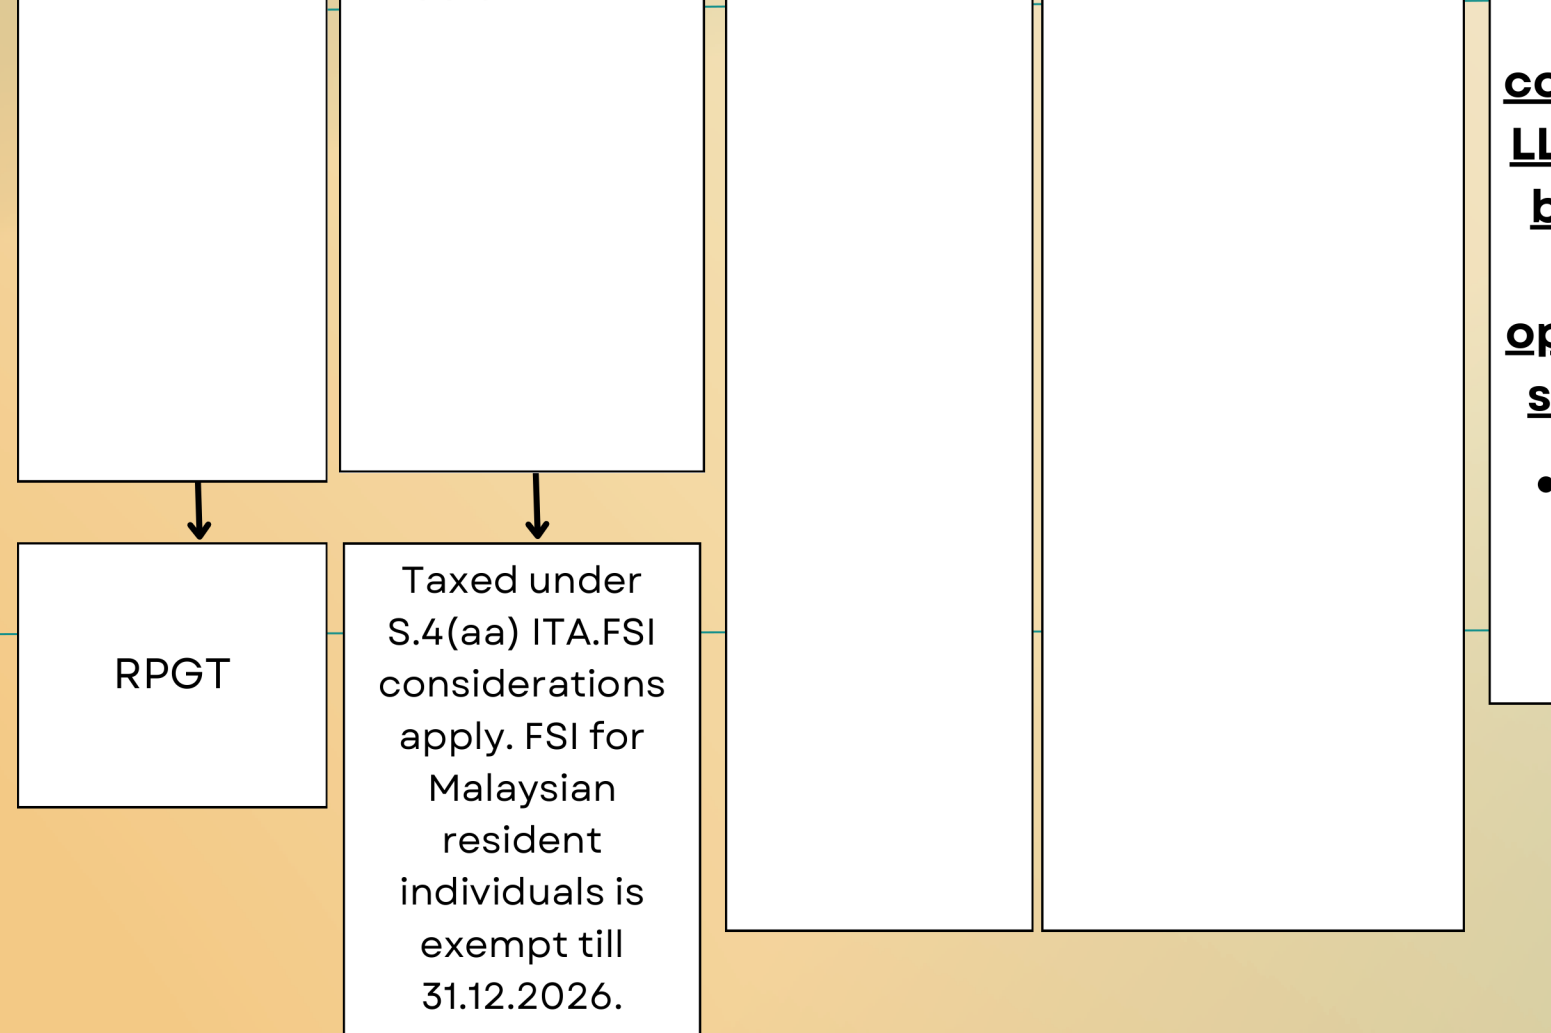 RPGT
Taxed under
S.4(aa) ITA.FSI
considerations
apply. FSI for
Malaysian
resident
individuals is
exempt till
31.12.2026.